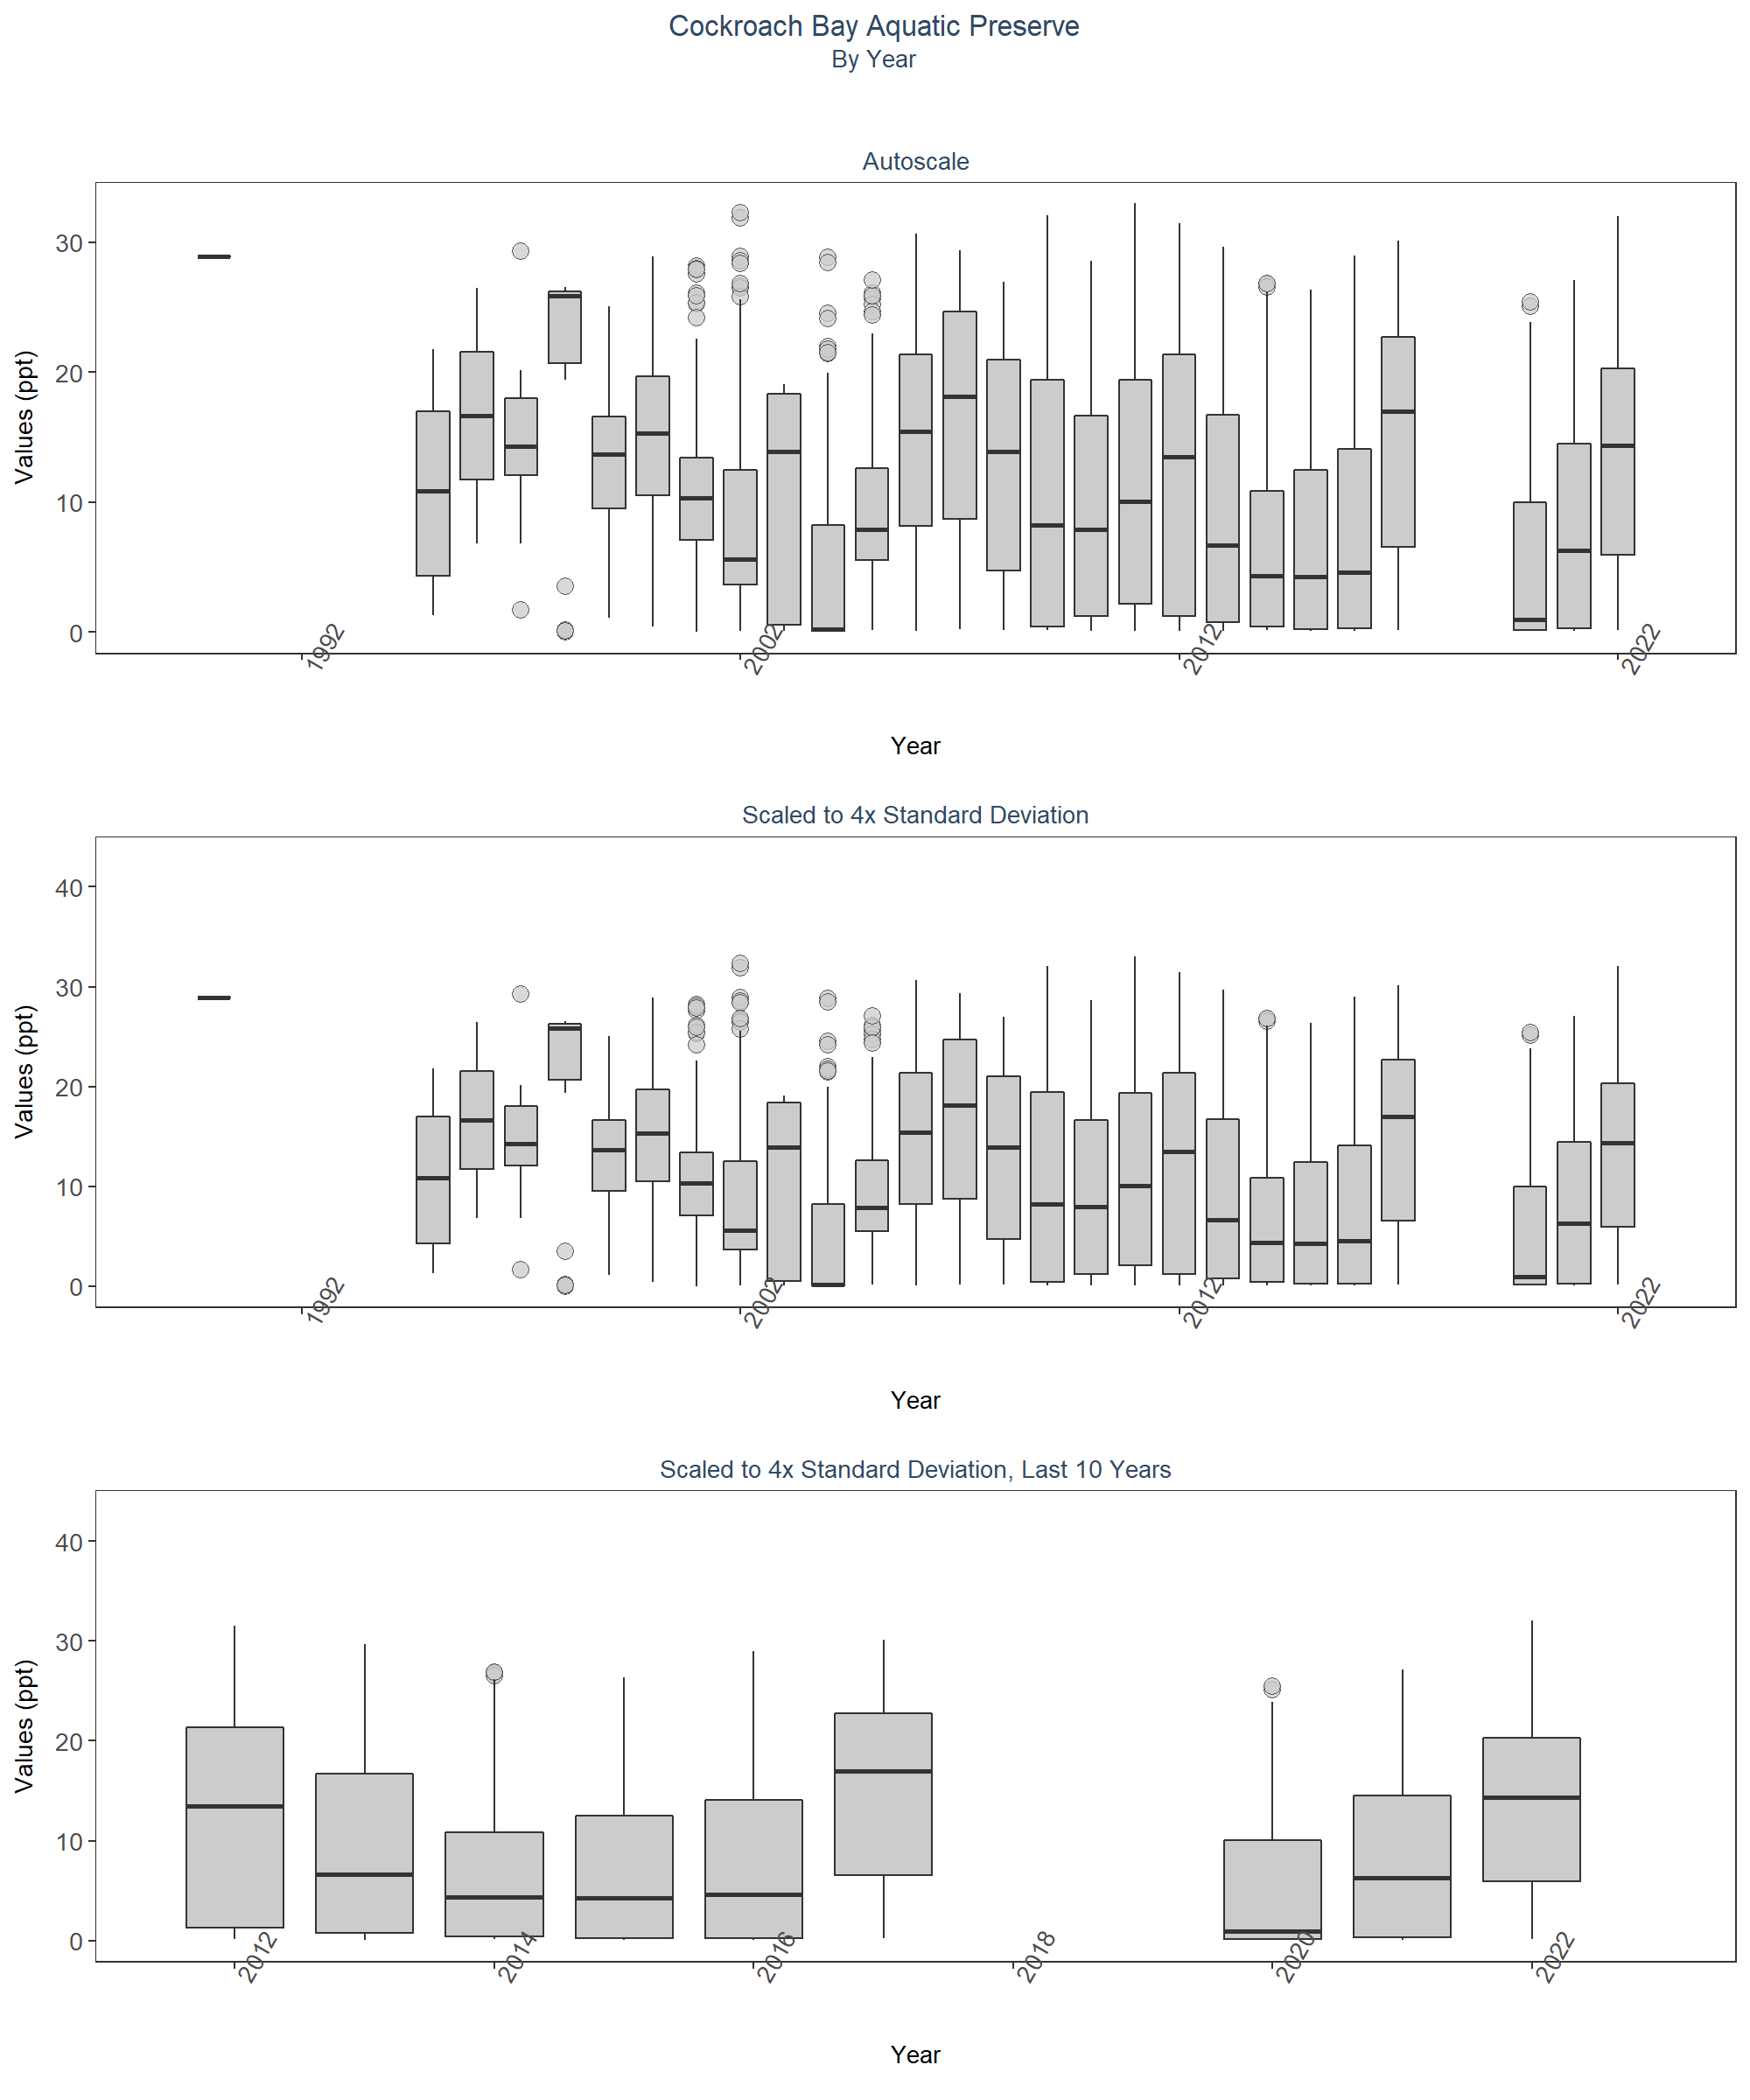 Cockroach Bay Aquatic Preserve
By Year
Autoscale
Values (ppt)
30
20
10
0
1992
2002
2012
2022
Year
Scaled to 4x Standard Deviation
Values (ppt)
40
30
20
10
0
1992
2002
2012
2022
Year
Scaled to 4x Standard Deviation, Last 10 Years
Values (ppt)
40
30
20
10
0
2012
2014
2016
2018
2020
2022
Year